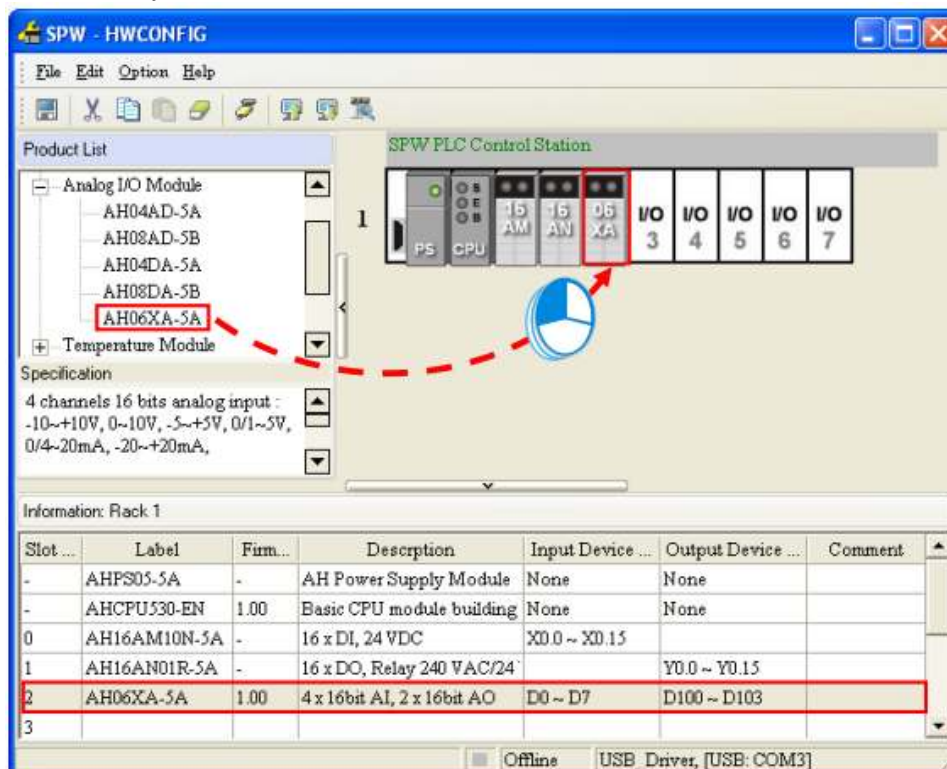 SPW - HWCONFIG
File Edit Option Help
Product List
SPW PLC Control Station
Analog I/O Module
AH04AD-5A
AH08AD-5B
AH04DA-5A
AH08DA-5B
AH06XA-5A
Temperature Module
1
PS
CPU
S
E
B
16 AM
16 AN
06 XA
I/O 3
I/O 4
I/O 5
I/O 6
I/O 7
Specification
4 channels 16 bits analog input :
-10~+10V, 0~10V, -5~+5V, 0/1~5V,
0/4~20mA, -20~+20mA,
Information: Rack 1
Slot ... Label Firm... Descrption Input Device ... Output Device ... Comment
- AHPS05-5A - AH Power Supply Module None None
- AHCPU530-EN 1.00 Basic CPU module building None None
0 AH16AM10N-5A - 16 x DI, 24 VDC X0.0 ~ X0.15
1 AH16AN01R-5A - 16 x DO, Relay 240 VAC/24 Y0.0 ~ Y0.15
2 AH06XA-5A 1.00 4 x 16bit AI, 2 x 16bit AO D0 ~ D7 D100 ~ D103
3
Offline USB Driver, [USB: COM3]